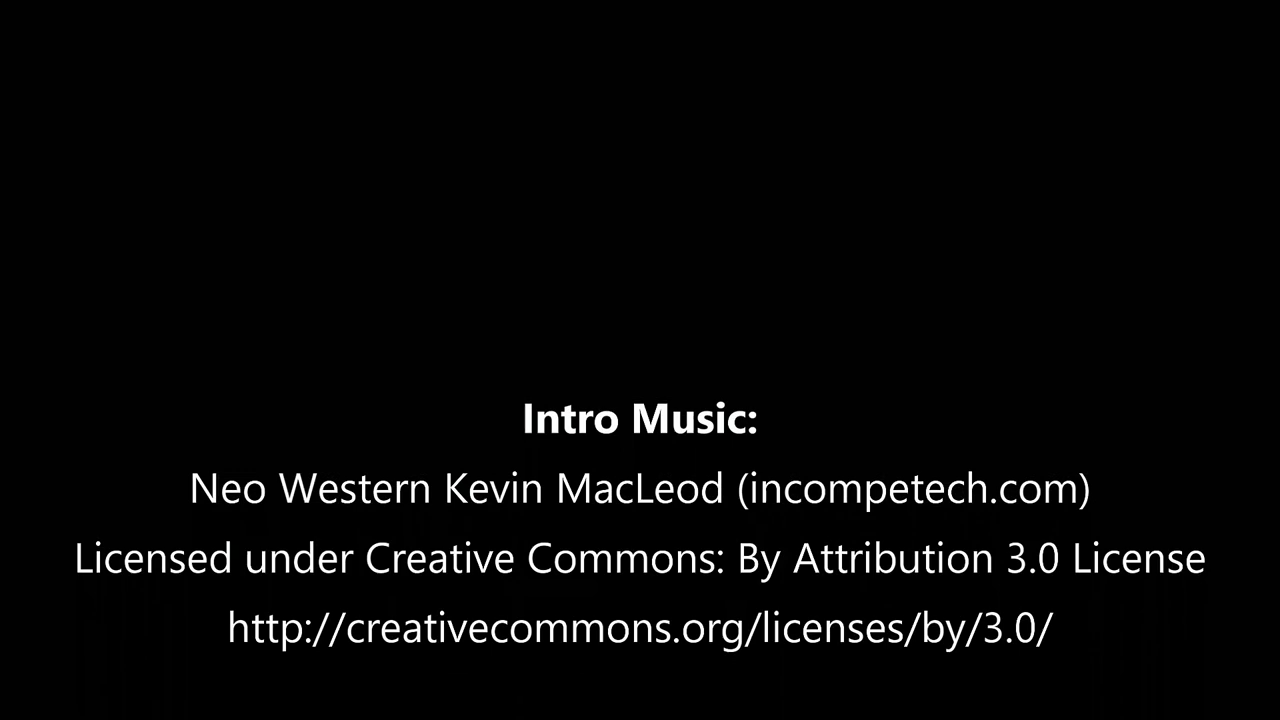 Intro Music:
Neo Western Kevin MacLeod (incompetech.com)
Licensed under Creative Commons: By Attribution 3.0 License
http://creativecommons.org/licenses/by/3.0/